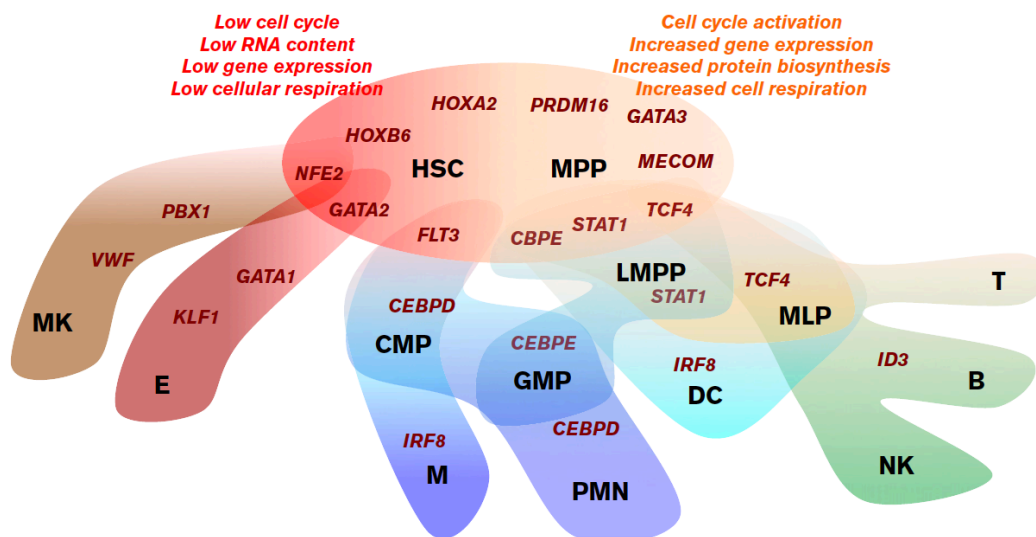 Low cell cycle
Low RNA content
Low gene expression
Low cellular respiration
Cell cycle activation
Increased gene expression
Increased protein biosynthesis
Increased cell respiration
HOXA2
PRDM16
GATA3
HOXB6
HSC
MPP
MECOM
NFE2
PBX1
GATA2
FLT3
CBPE
STAT1
TCF4
VWF
GATA1
LMPP
TCF4
T
STAT1
CEBPD
MK
KLF1
MLP
CMP
CEBPE
E
GMP
IRF8
DC
ID3
B
IRF8
CEBPD
M
PMN
NK